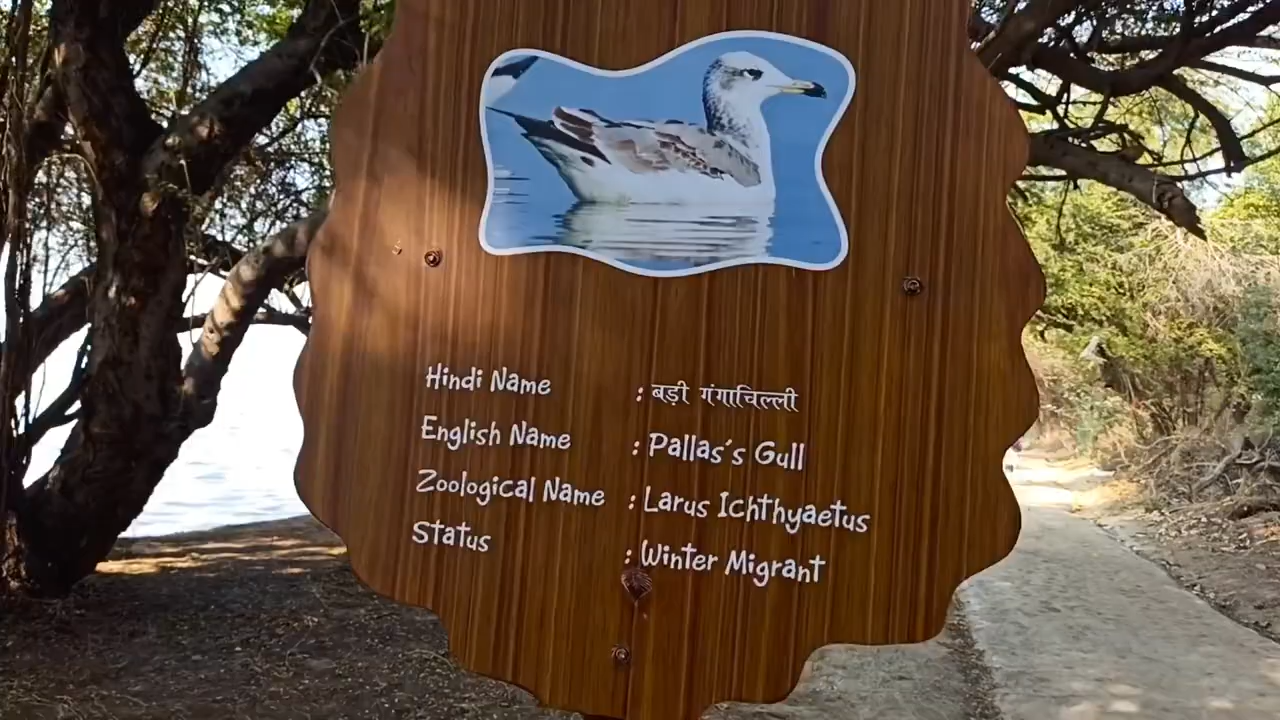 Hindi Name : बड़ी गंगाचिल्ली
English Name : Pallas's Gull
Zoological Name : Larus Ichthyaetus
Status : Winter Migrant